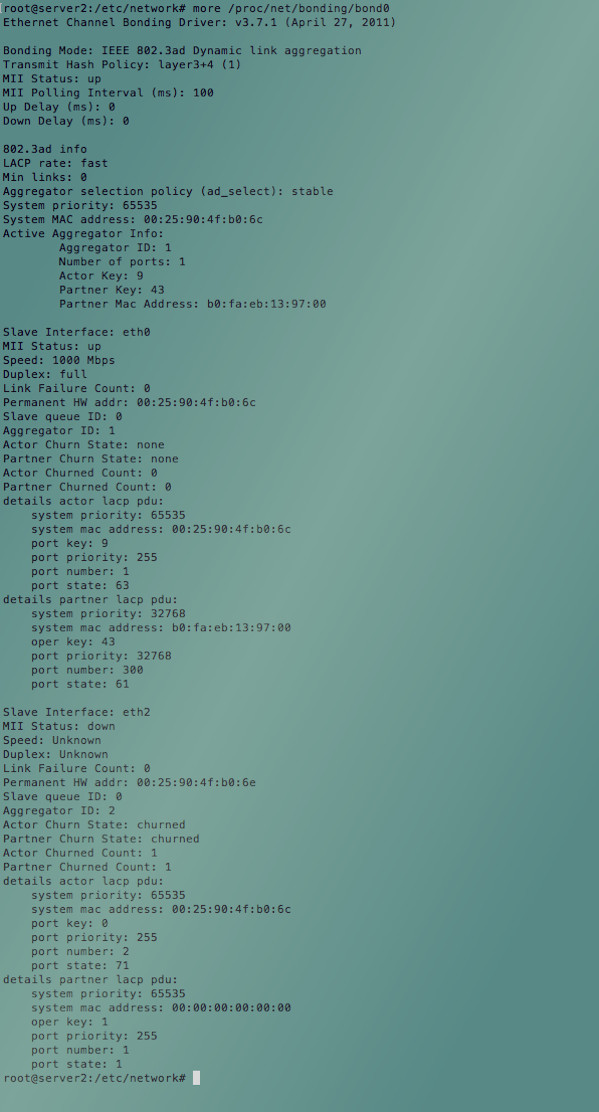 root@server2:/etc/network# more /proc/net/bonding/bond0
Ethernet Channel Bonding Driver: v3.7.1 (April 27, 2011)

Bonding Mode: IEEE 802.3ad Dynamic link aggregation
Transmit Hash Policy: layer3+4 (1)
MII Status: up
MII Polling Interval (ms): 100
Up Delay (ms): 0
Down Delay (ms): 0

802.3ad info
LACP rate: fast
Min links: 0
Aggregator selection policy (ad_select): stable
System priority: 65535
System MAC address: 00:25:90:4f:b0:6c
Active Aggregator Info:
        Aggregator ID: 1
        Number of ports: 1
        Actor Key: 9
        Partner Key: 43
        Partner Mac Address: b0:fa:eb:13:97:00

Slave Interface: eth0
MII Status: up
Speed: 1000 Mbps
Duplex: full
Link Failure Count: 0
Permanent HW addr: 00:25:90:4f:b0:6c
Slave queue ID: 0
Aggregator ID: 1
Actor Churn State: none
Partner Churn State: none
Actor Churned Count: 0
Partner Churned Count: 0
details actor lacp pdu:
    system priority: 65535
    system mac address: 00:25:90:4f:b0:6c
    port key: 9
    port priority: 255
    port number: 1
    port state: 63
details partner lacp pdu:
    system priority: 32768
    system mac address: b0:fa:eb:13:97:00
    oper key: 43
    port priority: 32768
    port number: 300
    port state: 61

Slave Interface: eth2
MII Status: down
Speed: Unknown
Duplex: Unknown
Link Failure Count: 0
Permanent HW addr: 00:25:90:4f:b0:6e
Slave queue ID: 0
Aggregator ID: 2
Actor Churn State: churned
Partner Churn State: churned
Actor Churned Count: 1
Partner Churned Count: 1
details actor lacp pdu:
    system priority: 65535
    system mac address: 00:25:90:4f:b0:6c
    port key: 0
    port priority: 255
    port number: 2
    port state: 71
details partner lacp pdu:
    system priority: 65535
    system mac address: 00:00:00:00:00:00
    oper key: 1
    port priority: 255
    port number: 1
    port state: 1
root@server2:/etc/network#